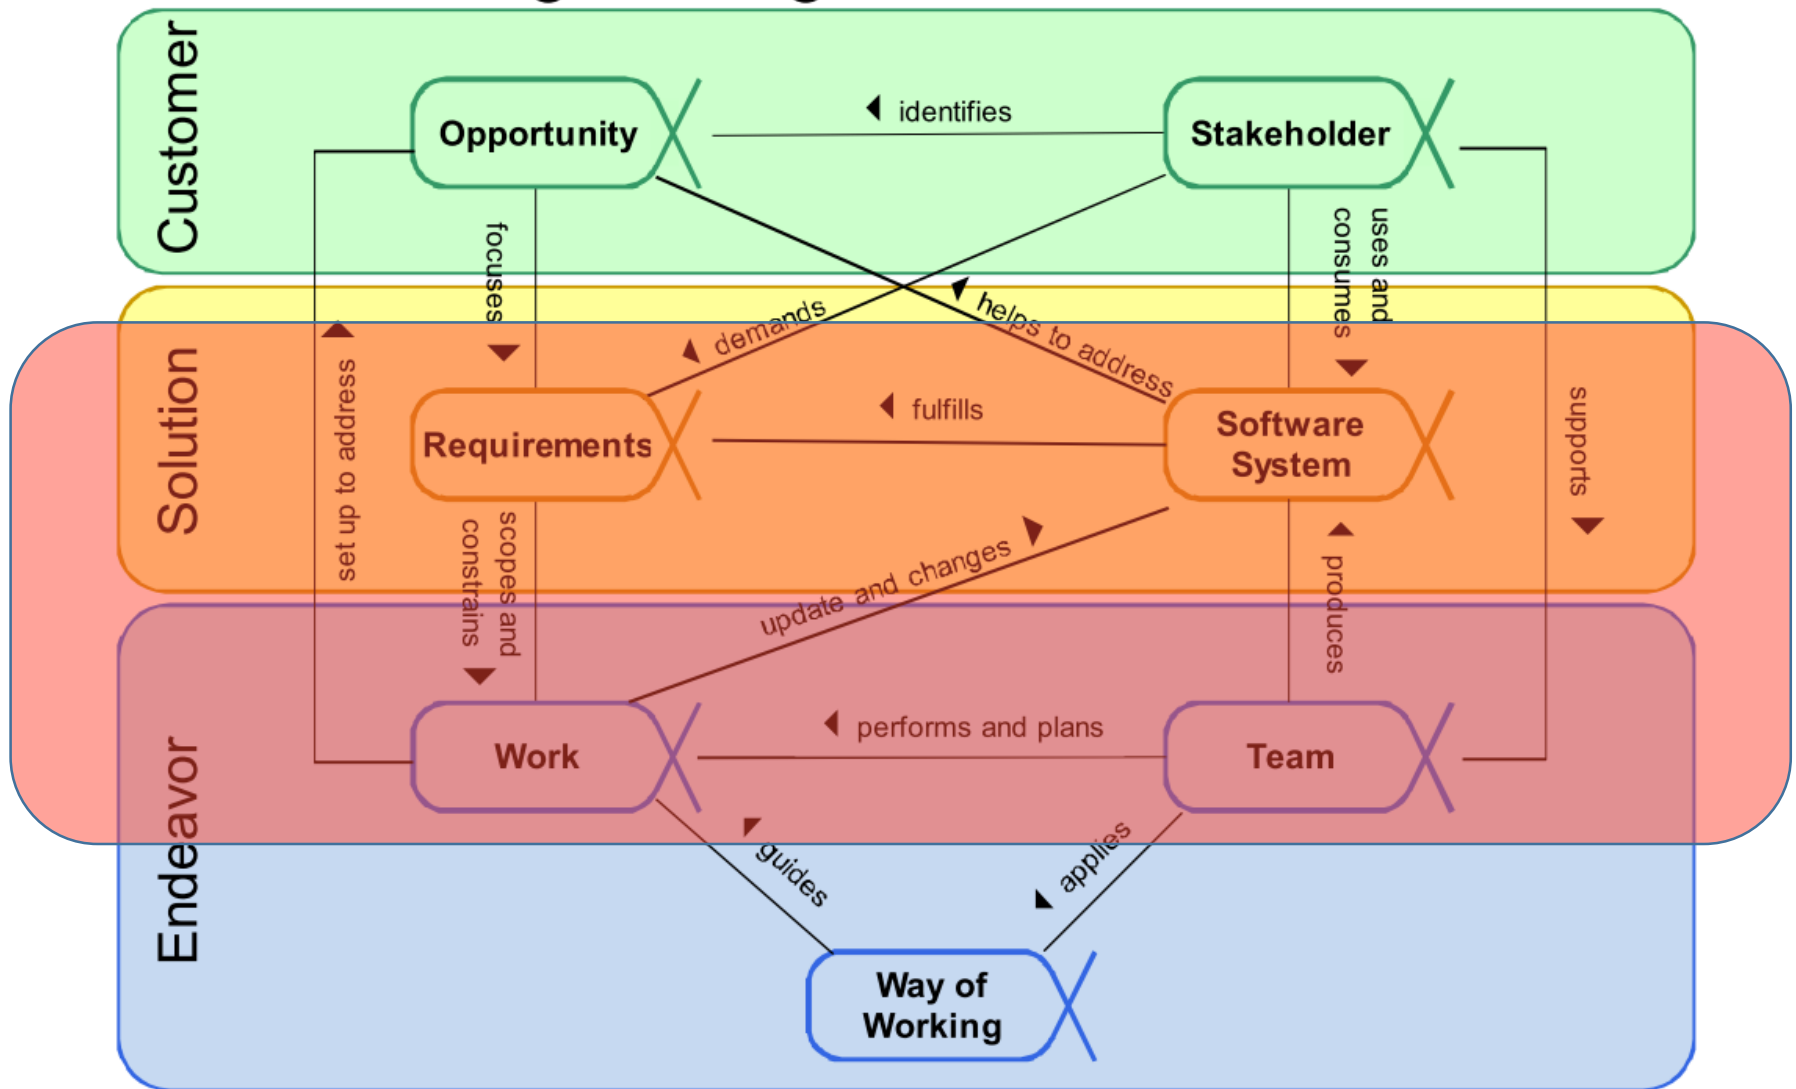 Customer
Opportunity
identifies
Stakeholder
focuses
uses and
consumes
demands
helps to address
Solution
set up to address
Requirements
fulfills
Software
System
supports
scopes and
constrains
update and changes
produces
Endeavor
Work
performs and plans
Team
guides
applies
Way of
Working